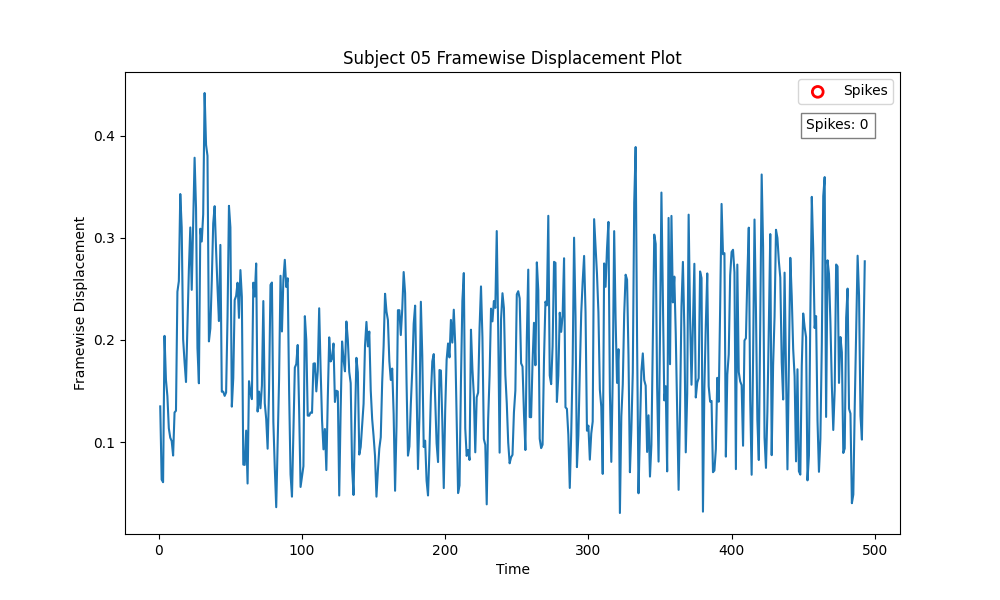 Subject 05 Framewise Displacement Plot
Spikes
Spikes: 0
Framewise Displacement
0.4
0.3
0.2
0.1
0 100 200 300 400 500
Time